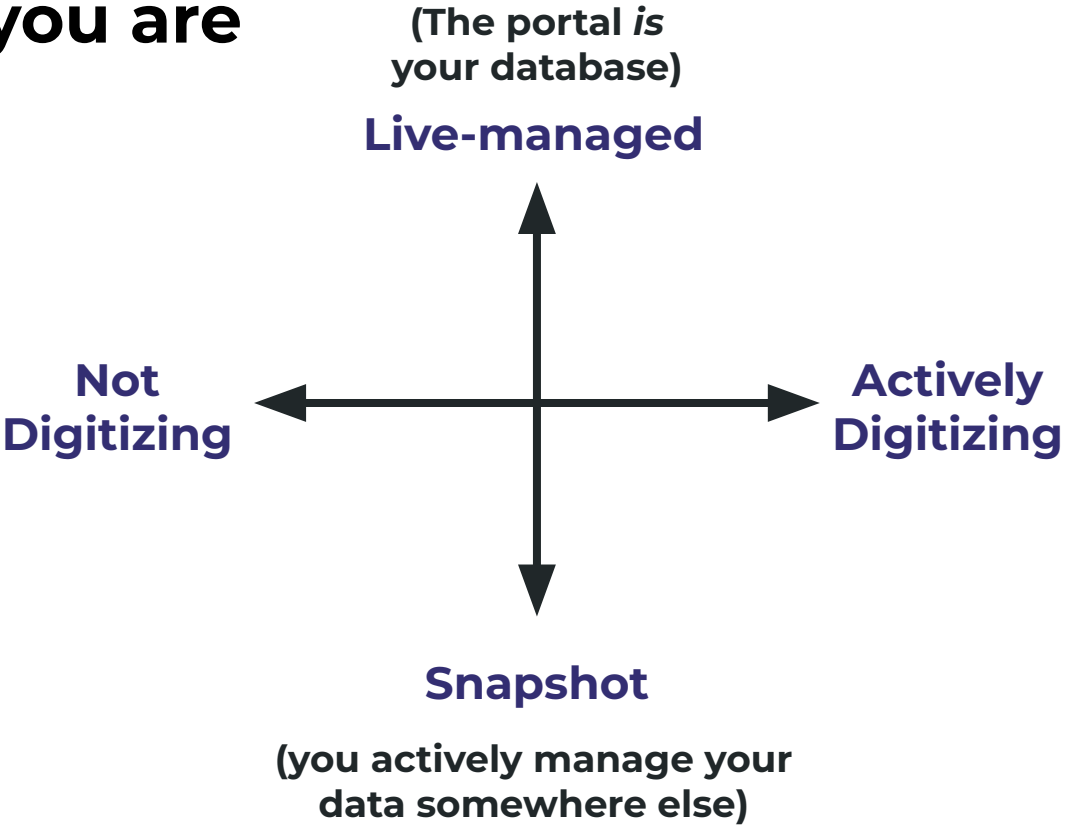 you are
(The portal is
your database)
Live-managed
Not
Digitizing
Actively
Digitizing
Snapshot
(you actively manage your
data somewhere else)